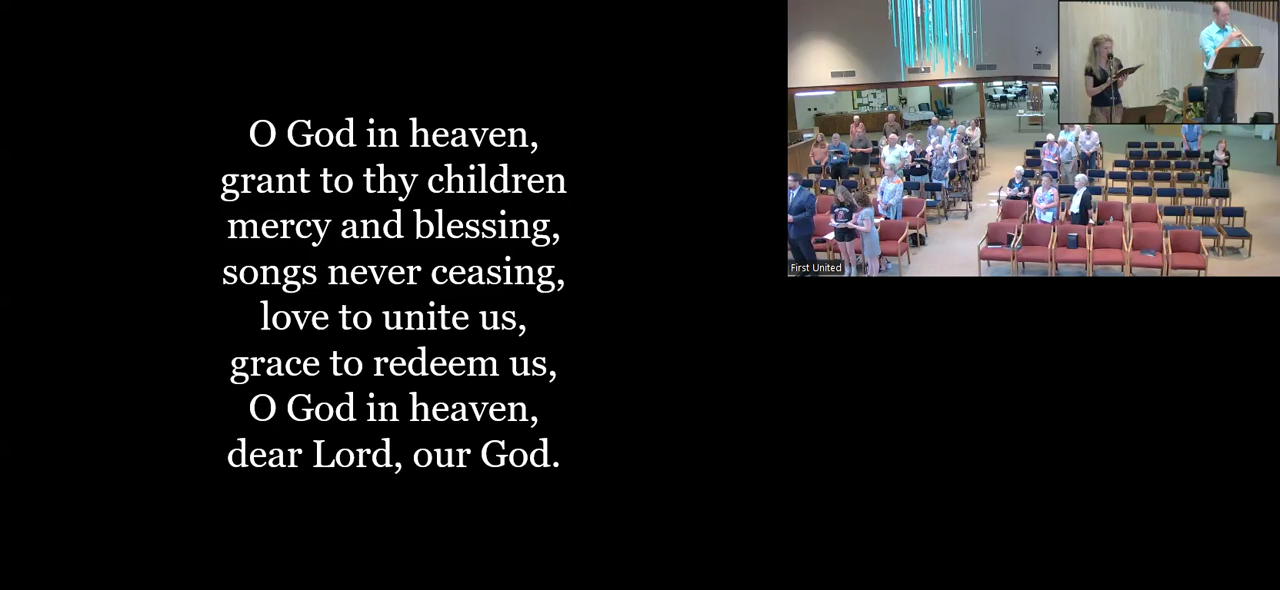 O God in heaven,
grant to thy children
mercy and blessing,
songs never ceasing,
love to unite us,
grace to redeem us,
O God in heaven,
dear Lord, our God.
First United